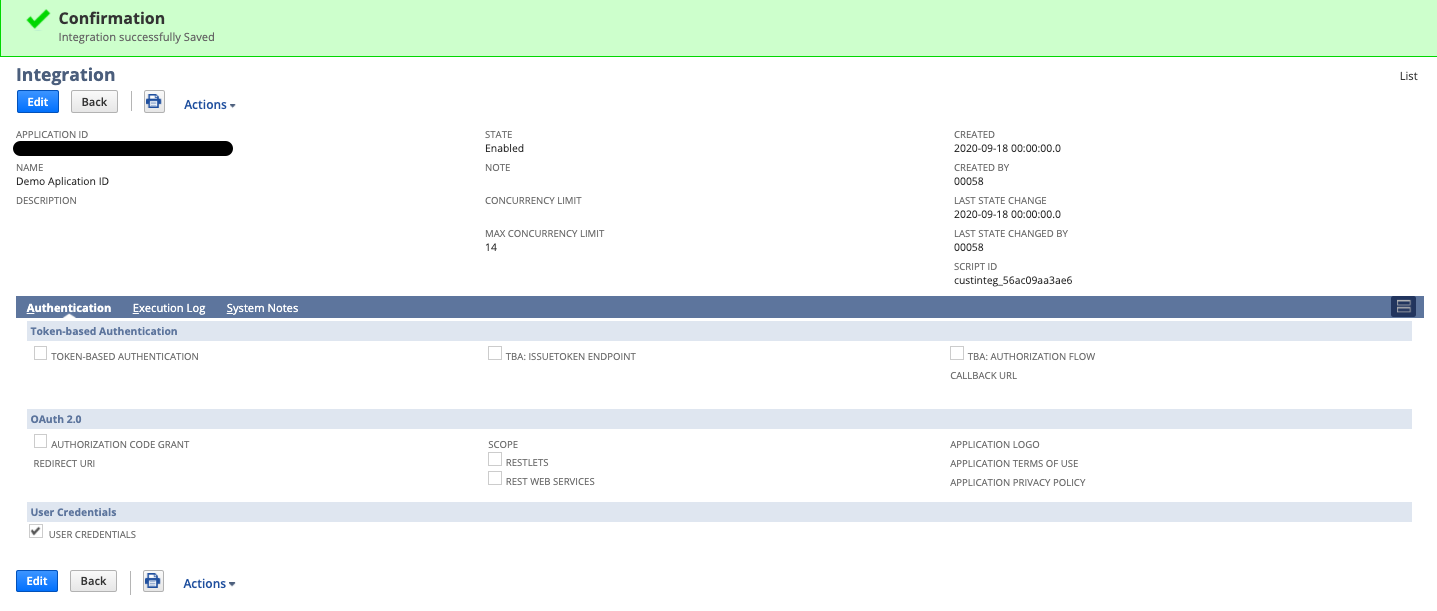 Confirmation
Integration successfully Saved
Integration
List
Edit
Back
Actions
APPLICATION ID
STATE
Enabled
CREATED
2020-09-18 00:00:00.0
NAME
Demo Aplication ID
NOTE
CREATED BY
00058
DESCRIPTION
CONCURRENCY LIMIT
LAST STATE CHANGE
2020-09-18 00:00:00.0
MAX CONCURRENCY LIMIT
14
LAST STATE CHANGED BY
00058
SCRIPT ID
custinteg_56ac09aa3ae6
Authentication
Execution Log
System Notes
Token-based Authentication
TOKEN-BASED AUTHENTICATION
TBA: ISSUETOKEN ENDPOINT
TBA: AUTHORIZATION FLOW
CALLBACK URL
OAuth 2.0
AUTHORIZATION CODE GRANT
REDIRECT URI
SCOPE
RESTLETS
REST WEB SERVICES
APPLICATION LOGO
APPLICATION TERMS OF USE
APPLICATION PRIVACY POLICY
User Credentials
USER CREDENTIALS
Edit
Back
Actions